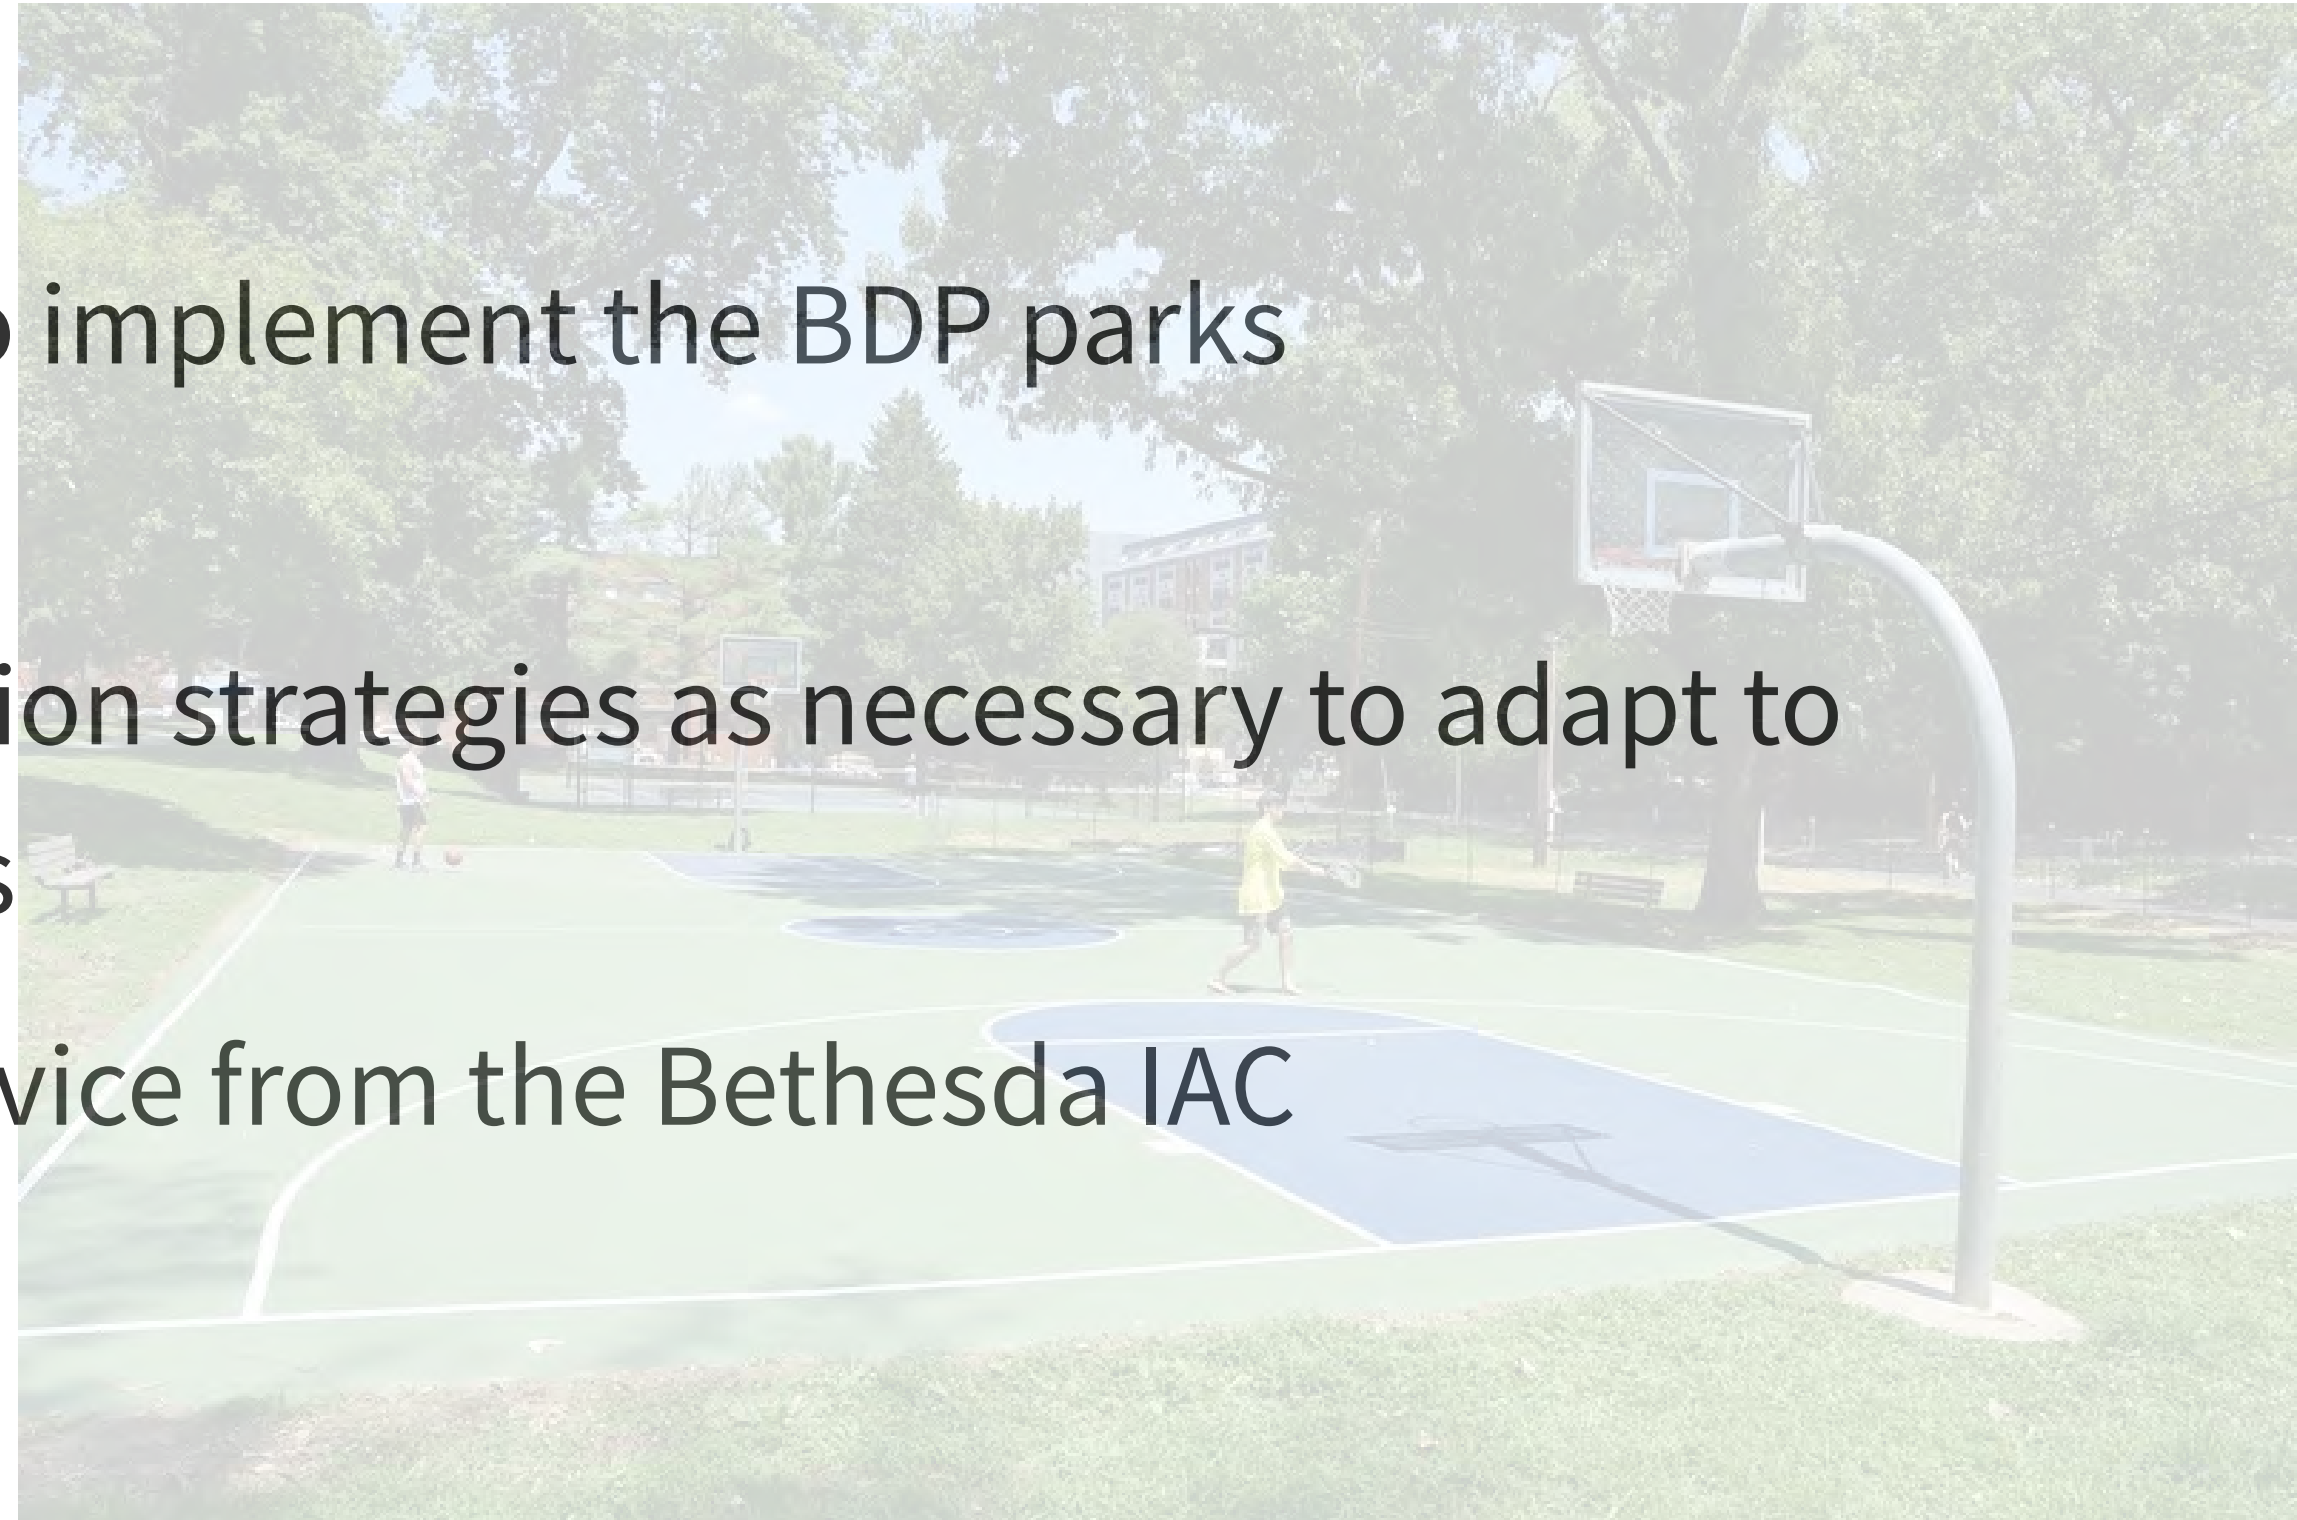 implement the BDP parks
ion strategies as necessary to adapt to
s
vice from the Bethesda IAC